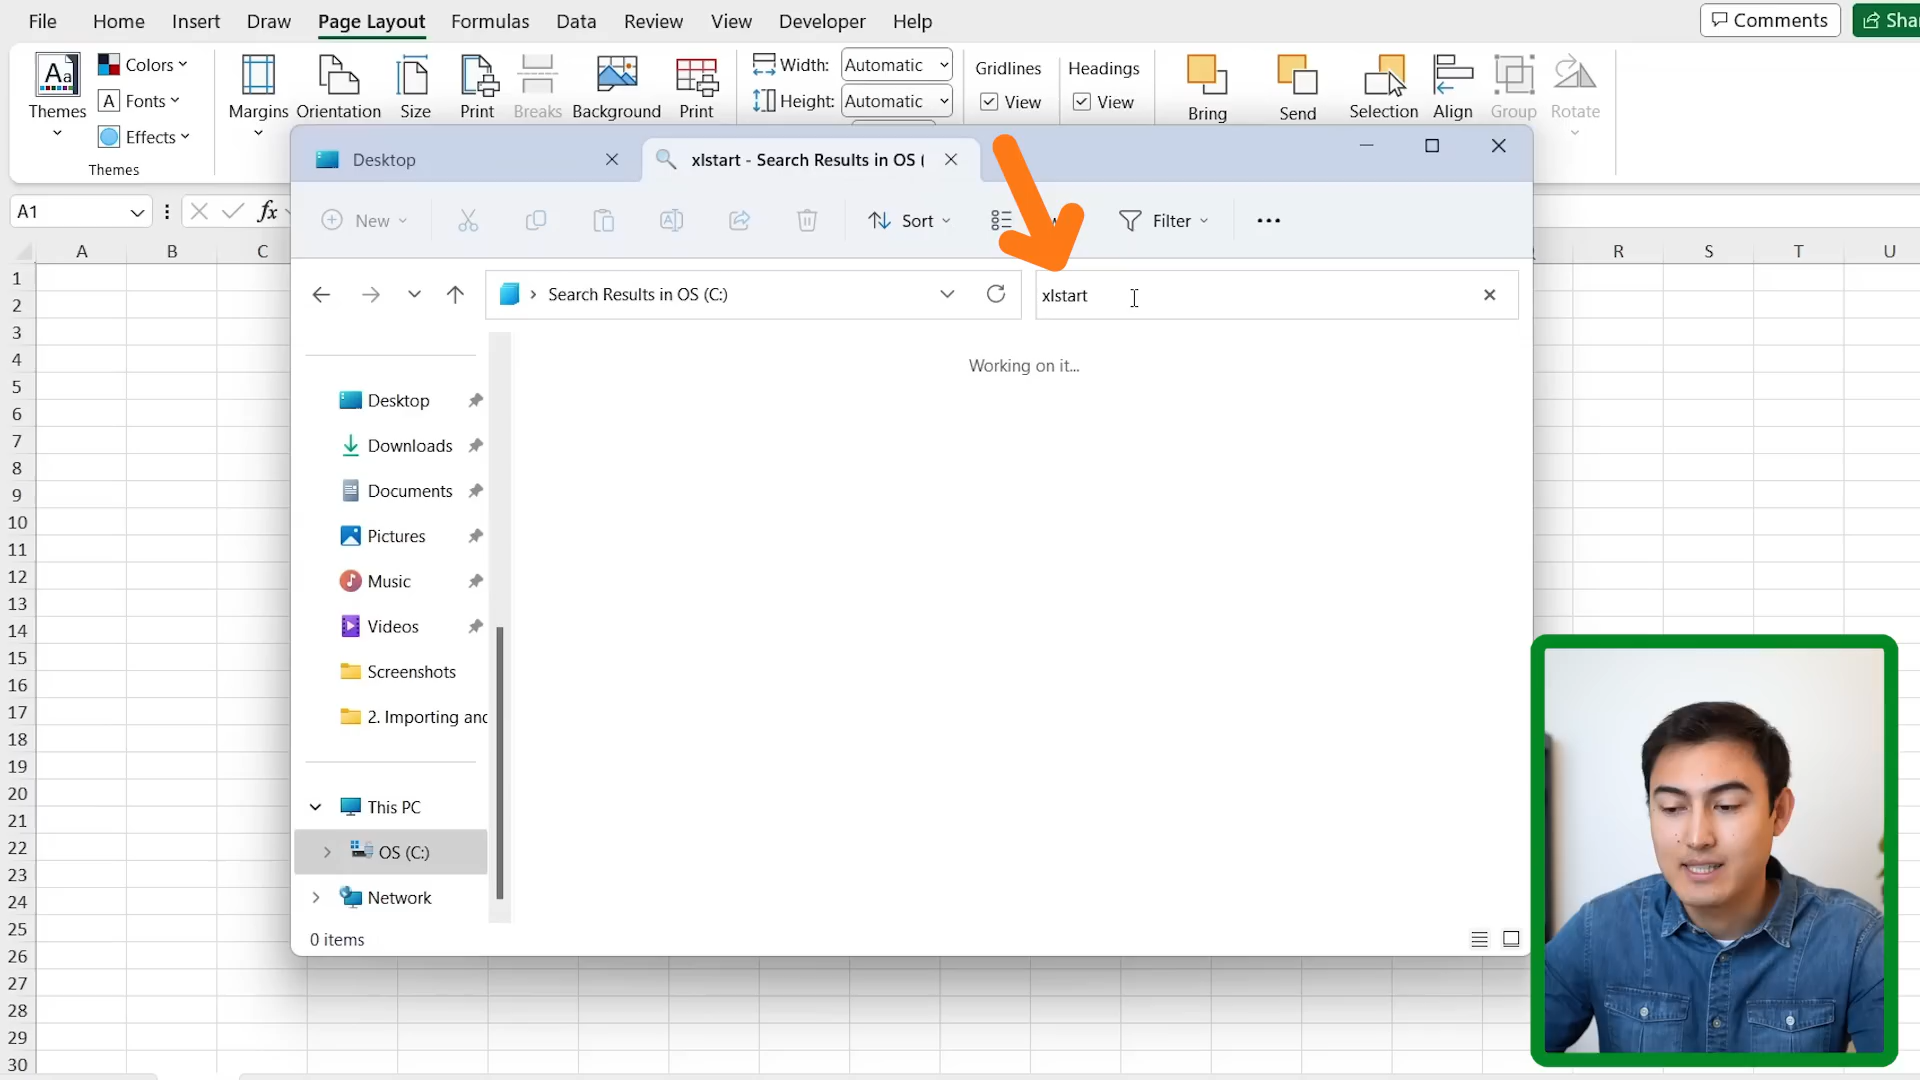 File Home Insert Draw Page Layout Formulas Data Review View Developer Help
Comments
Aa
Themes
Colors
Fonts
Effects
Themes
Margins
Orientation
Size
Print
Breaks
Background
Print
Width: Automatic
Height: Automatic
Gridlines
View
Headings
View
Bring
Send
Selection
Align
Group
Rotate
A1
fx
A B C R S T U
1
2
3
4
5
6
7
8
9
10
11
12
13
14
15
16
17
18
19
20
21
22
23
24
25
26
27
28
29
30
Desktop
xlstart - Search Results in OS (
New
Sort
Filter
Search Results in OS (C:)
xlstart
Working on it...
Desktop
Downloads
Documents
Pictures
Music
Videos
Screenshots
2. Importing and
This PC
OS (C:)
Network
0 items